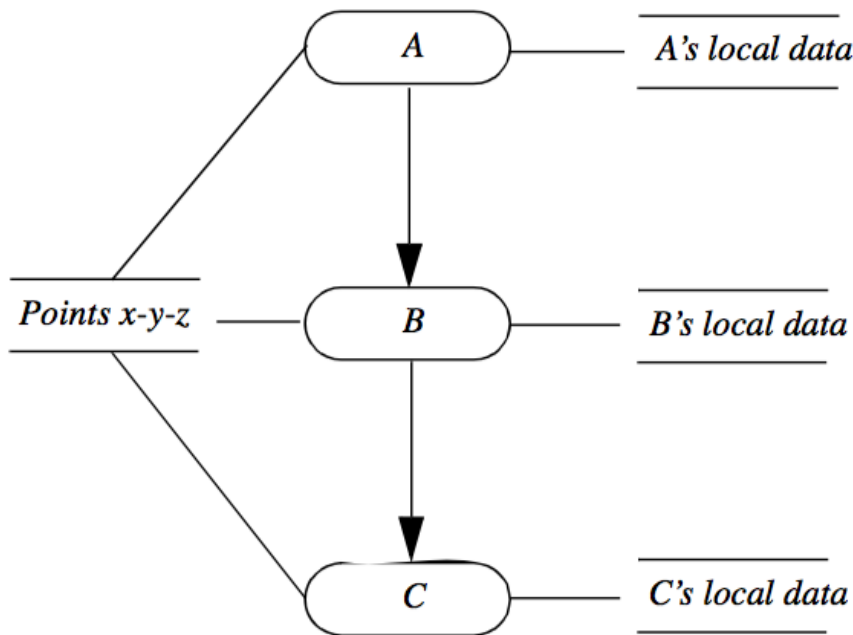 A
A's local data
Points x-y-z
B
B's local data
C
C's local data